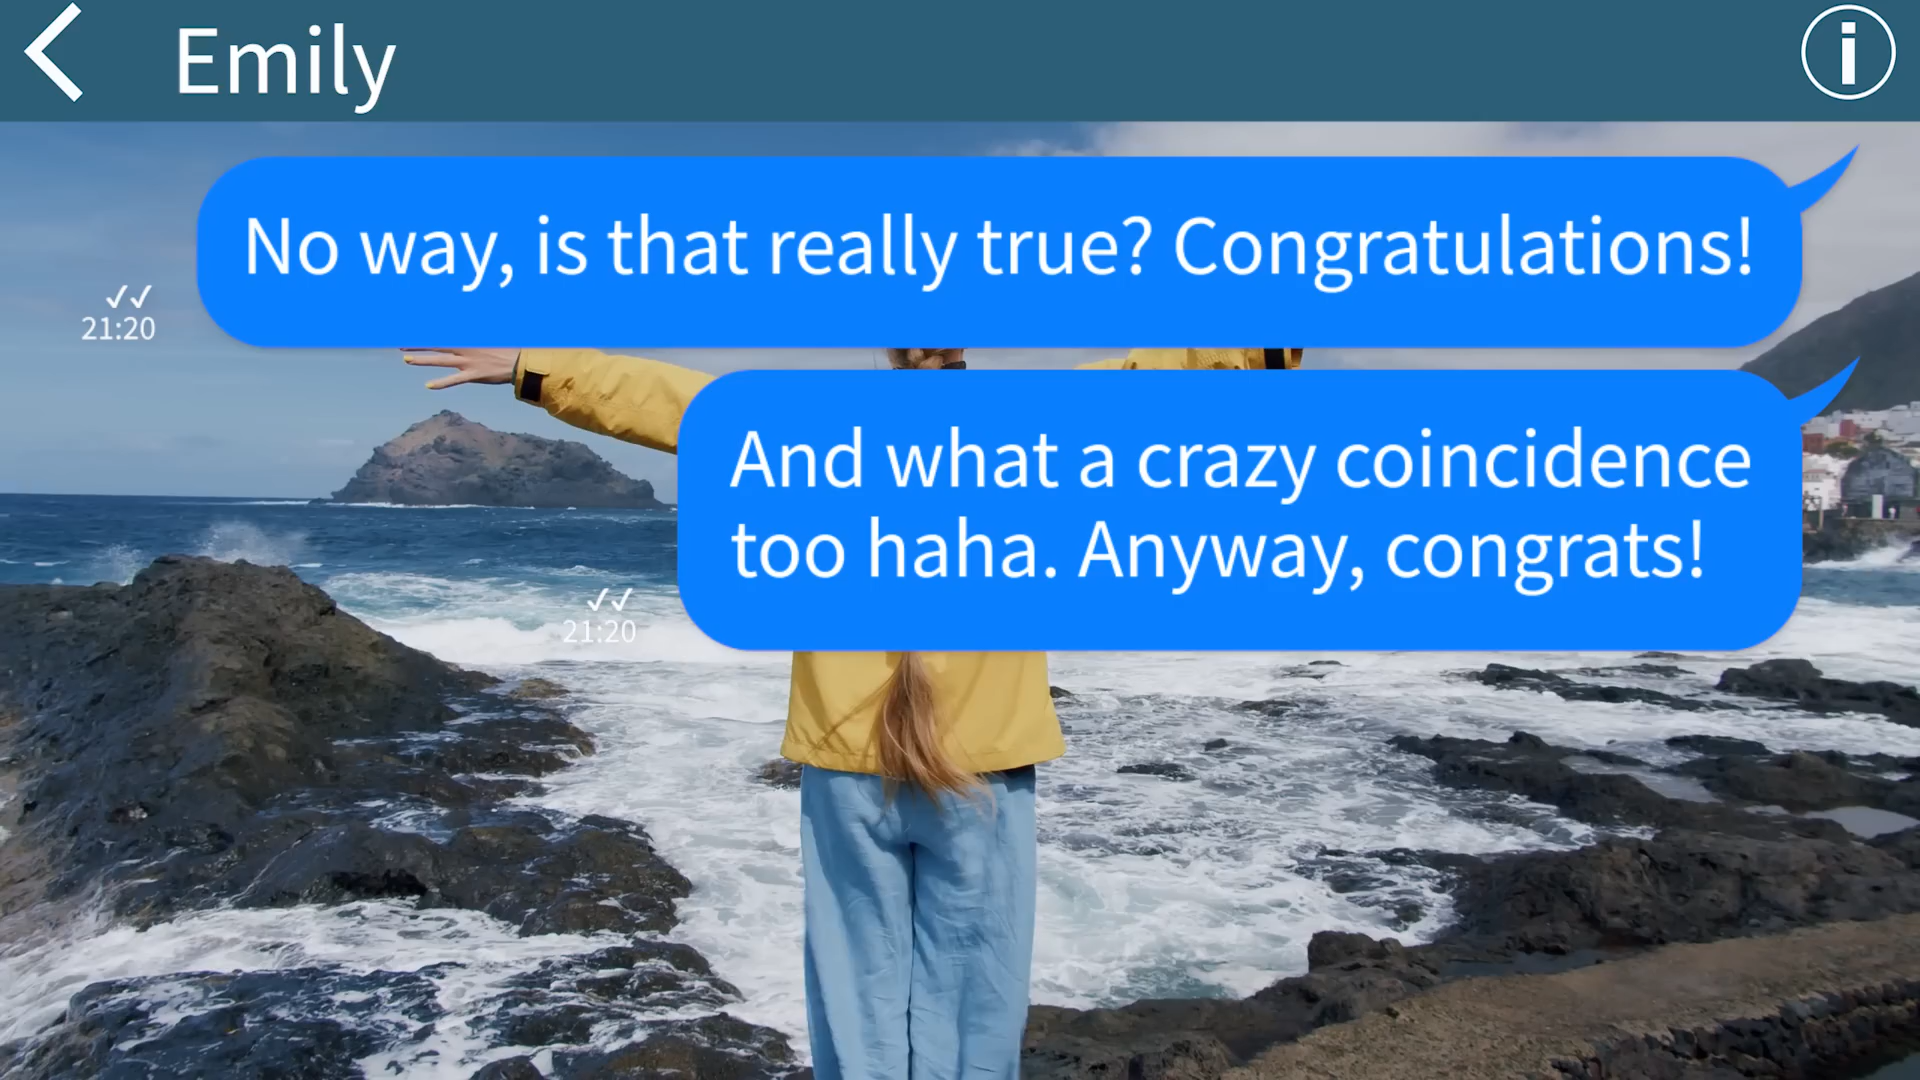 Emily
No way, is that really true? Congratulations!
✓✓
21:20
And what a crazy coincidence
too haha. Anyway, congrats!
✓✓
21:20